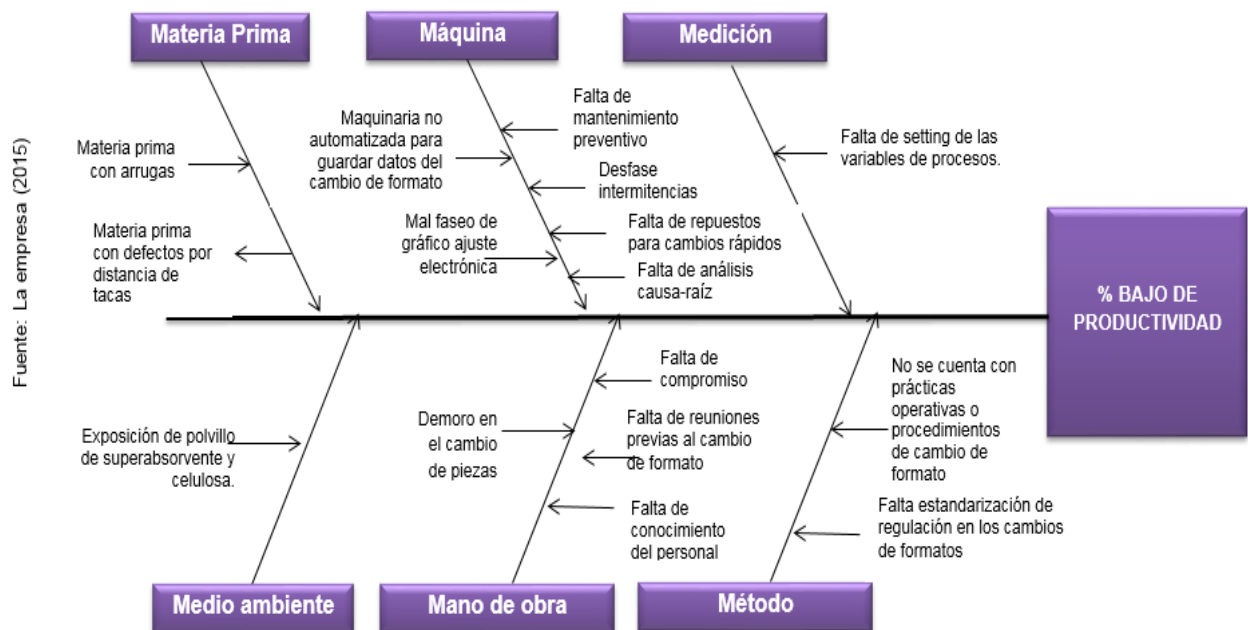 Materia Prima
Máquina
Medición
Fuente:  La empresa (2015)
Materia prima
con arrugas
Materia prima
con defectos por
distancia de
tacas
Maquinaria no
automatizada para
guardar datos del
cambio de formato
Mal faseo de
gráfico ajuste
electrónica
Falta de
mantenimiento
preventivo
Desfase
intermitencias
Falta de repuestos
para cambios rápidos
Falta de análisis
causa-raíz
Falta de setting de las
variables de procesos.
% BAJO DE
PRODUCTIVIDAD
Exposición de polvillo
de superabsorvente y
celulosa.
Demoro en
el cambio
de piezas
Falta de
compromiso
Falta de reuniones
previas al cambio
de formato
Falta de
conocimiento
del personal
No se cuenta con
prácticas
operativas o
procedimientos
de cambio de
formato
Falta estandarización de
regulación en los cambios
de formatos
Medio ambiente
Mano de obra
Método